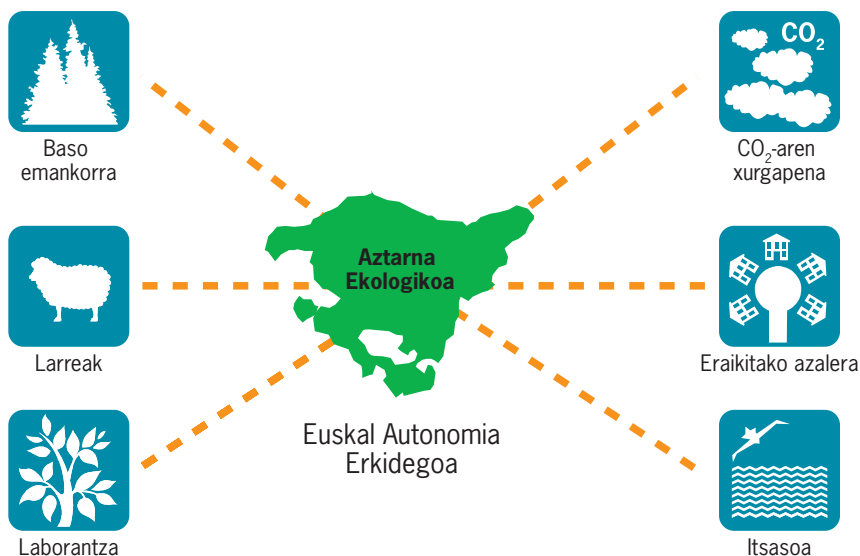 CO₂
Baso
emankorra
CO₂-aren
xurgapena
Aztarna
Ekologikoa
Larreak
Eraikitako azalera
Euskal Autonomia
Erkidegoa
Laborantza
Itsasoa